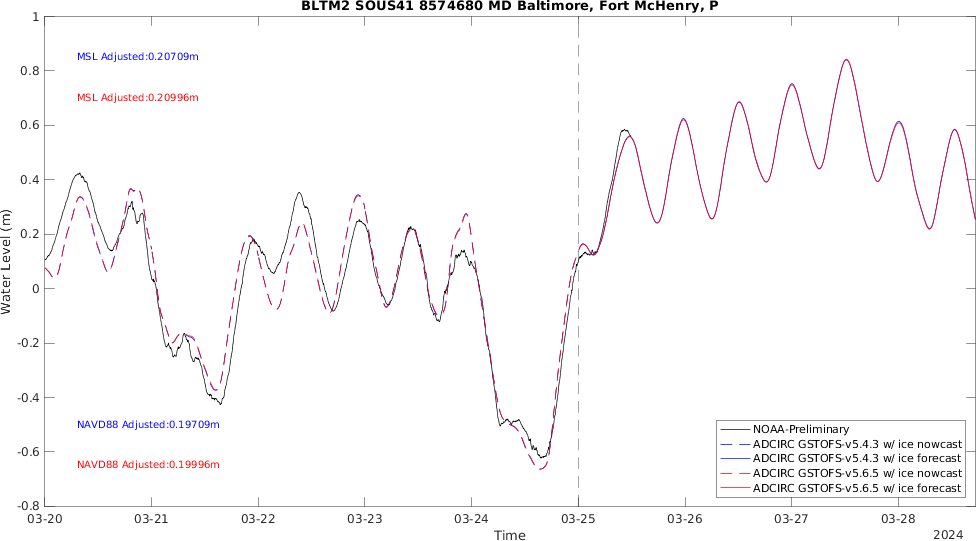 BLTM2 SOUS41 8574680 MD Baltimore, Fort McHenry, P
1
0.8
0.6
0.4
0.2
0
-0.2
-0.4
-0.6
-0.8
Water Level (m)
MSL Adjusted:0.20709m
MSL Adjusted:0.20996m
NAVD88 Adjusted:0.19709m
NAVD88 Adjusted:0.19996m
NOAA-Preliminary
ADCIRC GSTOFS-v5.4.3 w/ ice nowcast
ADCIRC GSTOFS-v5.4.3 w/ ice forecast
ADCIRC GSTOFS-v5.6.5 w/ ice nowcast
ADCIRC GSTOFS-v5.6.5 w/ ice forecast
03-20 03-21 03-22 03-23 03-24 03-25 03-26 03-27 03-28
Time
2024